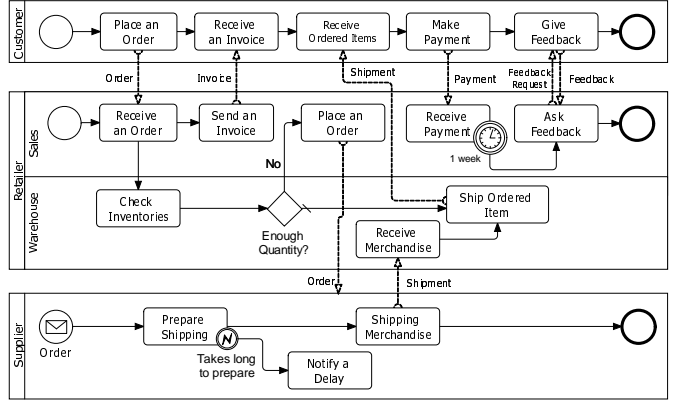 Customer
Place an
Order
Receive
an Invoice
Receive
Ordered Items
Make
Payment
Give
Feedback
Order
Invoice
Shipment
Payment
Feedback
Request
Feedback
Retailer
Sales
Receive
an Order
Send an
Invoice
Place an
Order
Receive
Payment
1 week
Ask
Feedback
No
Warehouse
Check
Inventories
Enough
Quantity?
Ship Ordered
Item
Receive
Merchandise
Order
Shipment
Supplier
Order
Prepare
Shipping
Takes long
to prepare
Notify a
Delay
Shipping
Merchandise